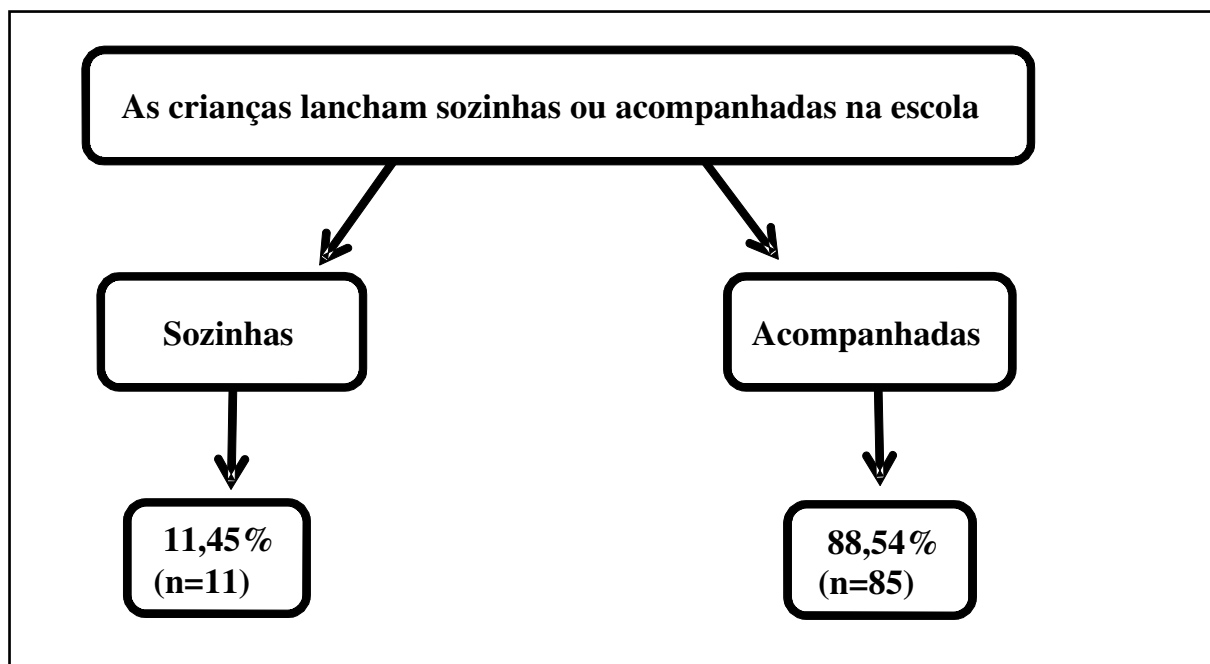 As crianças lancham sozinhas ou acompanhadas na escola
Sozinhas
Acompanhadas
11,45%
(n=11)
88,54%
(n=85)